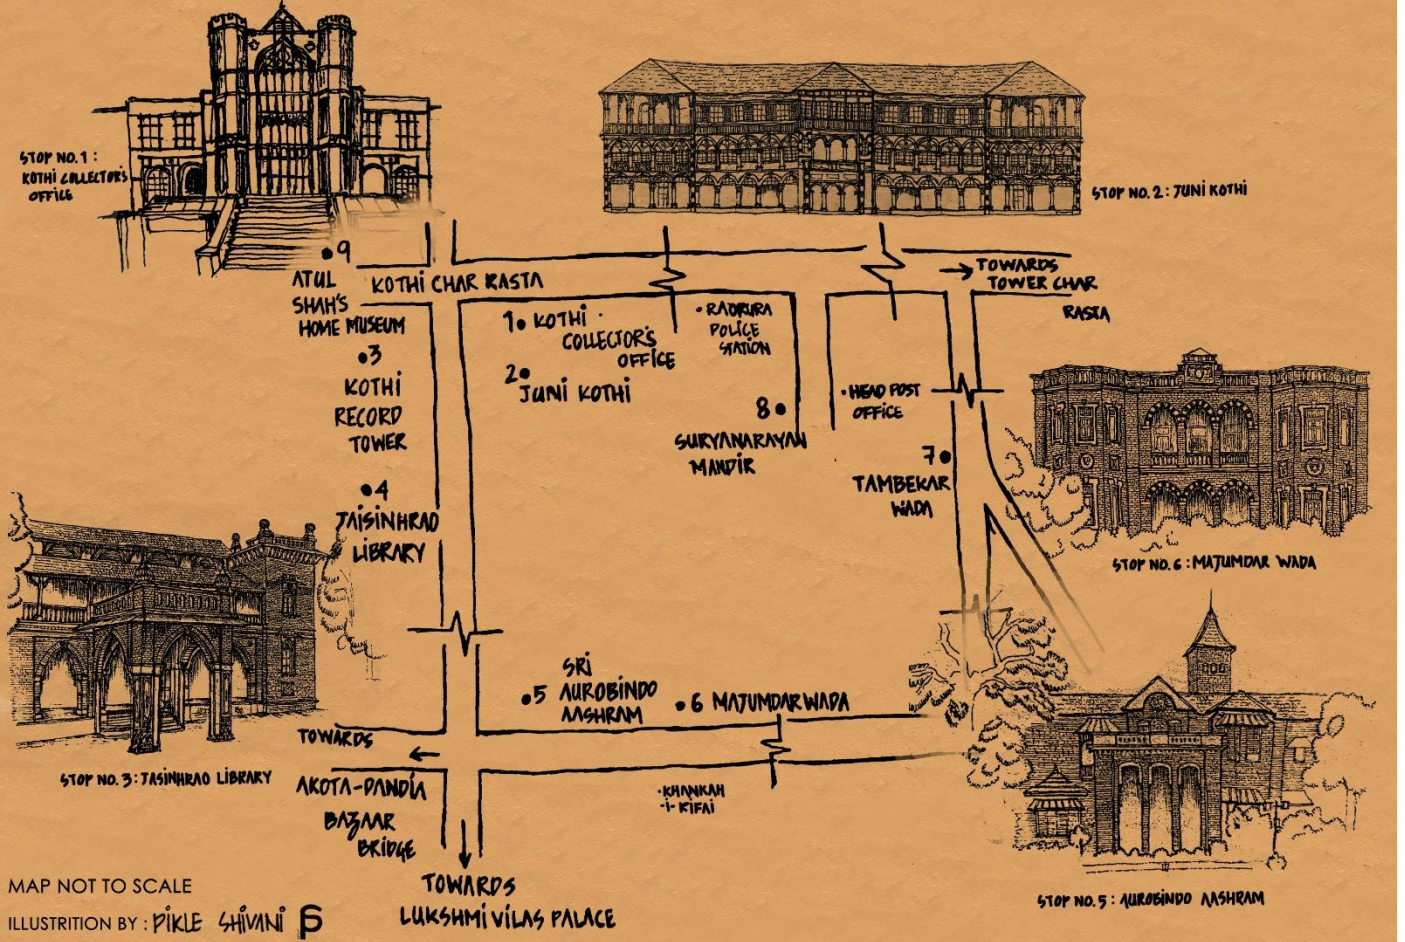 STOP NO. 1 :
KOTHI COLLECTOR'S
OFFICE
STOP NO. 2 : JUNI KOTHI
•9
ATUL
SHAH'S
HOME MUSEUM
KOTHI CHAR RASTA
→ TOWARDS
TOWER CHAR
RASTA
1• KOTHI
COLLECTOR'S
OFFICE
2•
JUNI KOTHI
• RAOPURA
POLICE
STATION
•3
KOTHI
RECORD
TOWER
• HEAD POST
OFFICE
8•
SURYANARAYAN
MANDIR
7•
TAMBEKAR
WADA
•4
JAISINHRAO
LIBRARY
STOP NO. 6 : MAJUMDAR WADA
•5 SRI
AUROBINDO
AASHRAM
•6 MAJUMDAR WADA
STOP NO. 3 : JASINHRAO LIBRARY
TOWARDS
←
AKOTA-DANDIA
BAZAAR
BRIDGE
• KHANKAH
-I- RIFAI
STOP NO. 5 : AUROBINDO AASHRAM
TOWARDS
LUKSHMI VILAS PALACE
MAP NOT TO SCALE
ILLUSTRITION BY : PIKLE SHIVANI